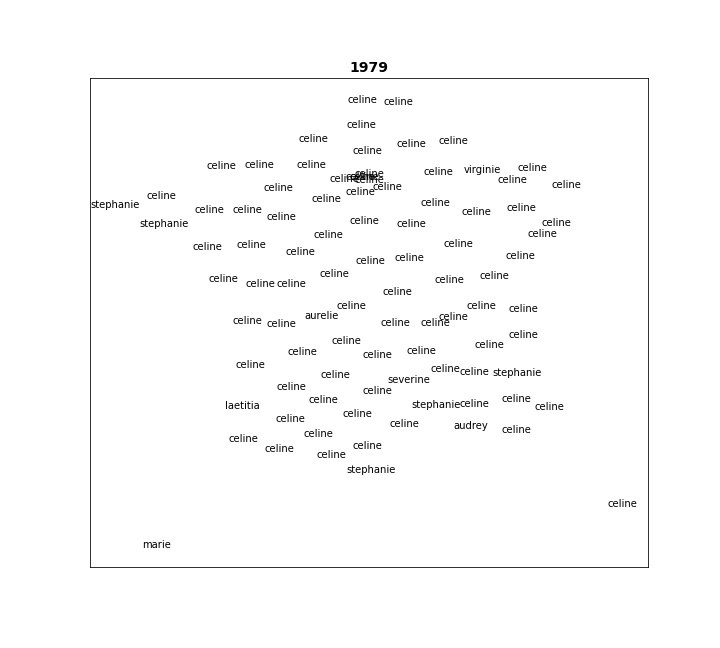 1979
celine celine
celine
celine celine celine
celine
celine celine celine celine virginie celine
celine
celine celine
celine celine celine
celine celine
stephanie celine celine
celine celine celine celine celine
stephanie celine celine celine celine
celine celine
celine celine celine
celine celine celine celine
celine celine
celine celine celine celine
celine celine celine
celine
celine celine celine
aurelie celine
celine celine celine celine
celine celine
celine celine
celine celine celine
celine celine celine stephanie
celine severine
celine celine
celine celine
laetitia stephanie celine celine
celine celine
celine audrey celine
celine celine
celine celine
celine
stephanie
celine
marie